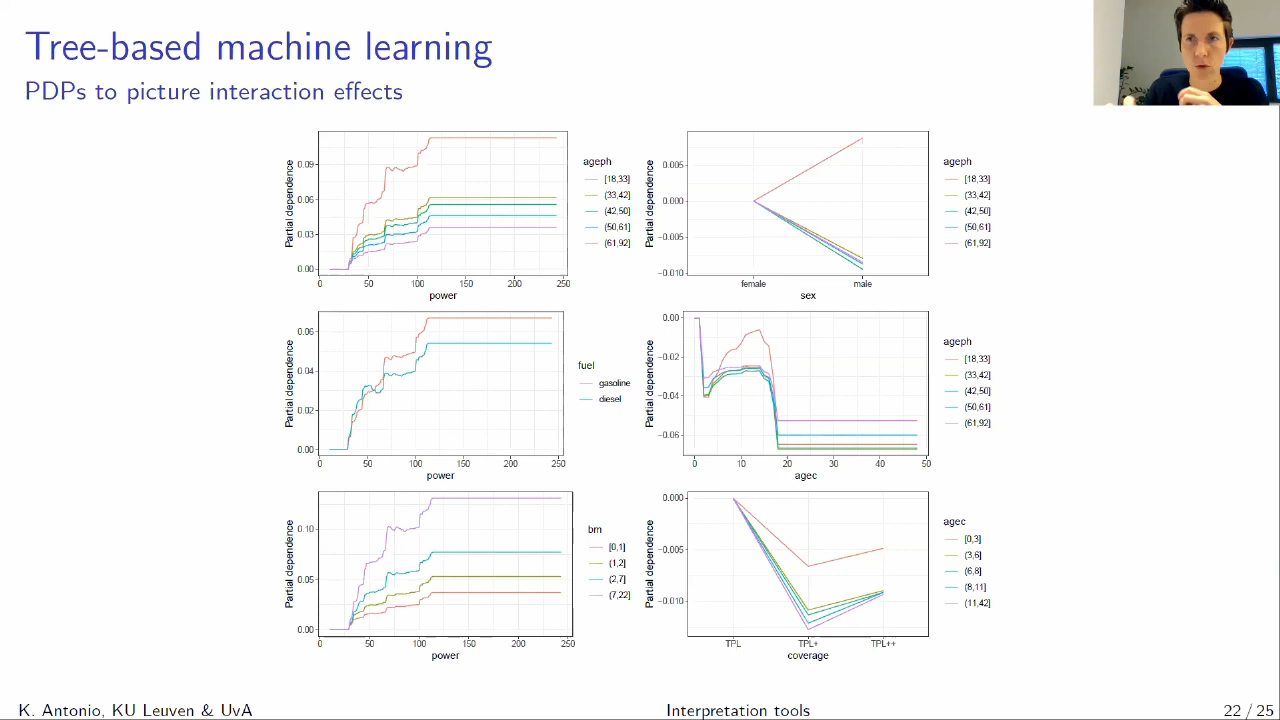 Tree-based machine learning
PDPs to picture interaction effects
Partial dependence
0.09
0.06
0.03
0.00
0 50 100 150 200 250
power
ageph
[18,33]
(33,42]
(42,50]
(50,61]
(61,92]
Partial dependence
0.005
0.000
−0.005
−0.010
female male
sex
ageph
[18,33]
(33,42]
(42,50]
(50,61]
(61,92]
Partial dependence
0.06
0.04
0.02
0.00
0 50 100 150 200 250
power
fuel
gasoline
diesel
Partial dependence
0.00
−0.02
−0.04
−0.06
0 10 20 30 40 50
agec
ageph
[18,33]
(33,42]
(42,50]
(50,61]
(61,92]
Partial dependence
0.10
0.05
0.00
0 50 100 150 200 250
power
bm
[0,1]
(1,2]
(2,7]
(7,22]
Partial dependence
0.000
−0.005
−0.010
TPL TPL+ TPL++
coverage
agec
[0,3]
(3,6]
(6,8]
(8,11]
(11,42]
K. Antonio, KU Leuven & UvA Interpretation tools 22 / 25